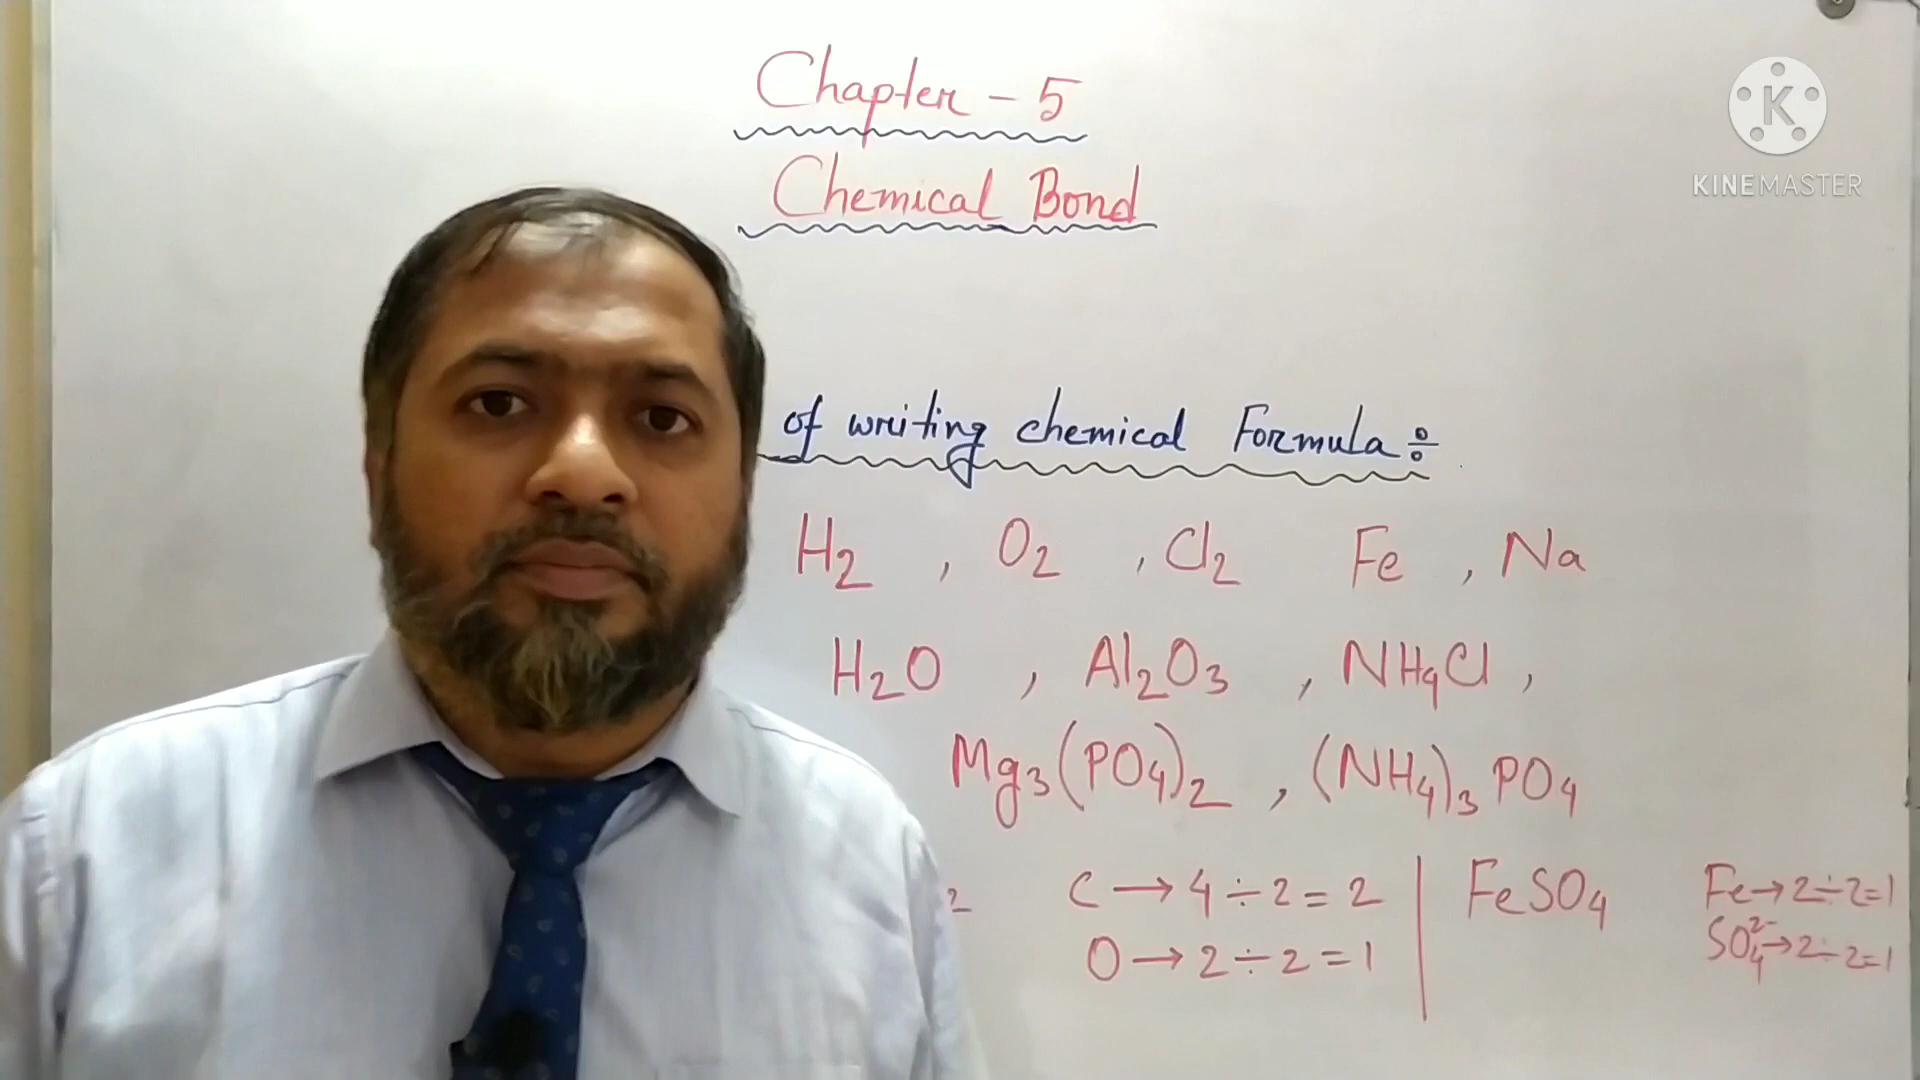 Chapter - 5
Chemical Bond
K
KINEMASTER
of writing chemical Formula ÷
H2 , O2 , Cl2 Fe , Na
H2O , Al2O3 , NH4Cl ,
Mg3(PO4)2 , (NH4)3 PO4
2 C → 4 ÷ 2 = 2 | FeSO4 Fe → 2 ÷ 2 = 1
O → 2 ÷ 2 = 1 SO4^2- → 2 ÷ 2 = 1